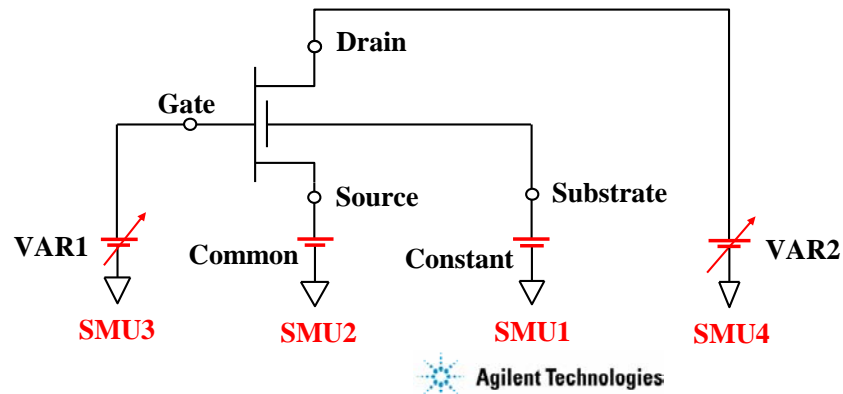 Drain
Gate
Source
Substrate
VAR1
Common
Constant
VAR2
SMU3
SMU2
SMU1
SMU4
Agilent Technologies